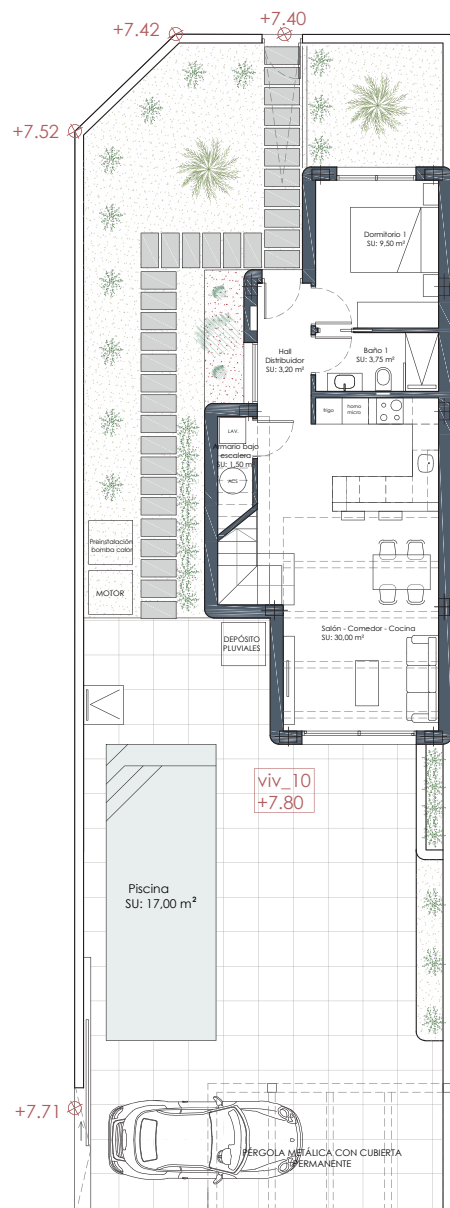 +7.40
+7.42
+7.52
Dormitorio 1
SU: 9,50 m²
Hall
Distribuidor
SU: 3,20 m²
Baño 1
SU: 3,75 m²
frigo
horno
micro
LAV.
Armario bajo
escalera
SU: 1,50 m²
ACS
Preinstalación
bomba calor
MOTOR
Salón - Comedor - Cocina
SU: 30,00 m²
DEPÓSITO
PLUVIALES
viv_10
+7.80
Piscina
SU: 17,00 m²
+7.71
PÉRGOLA METÁLICA CON CUBIERTA
PERMANENTE